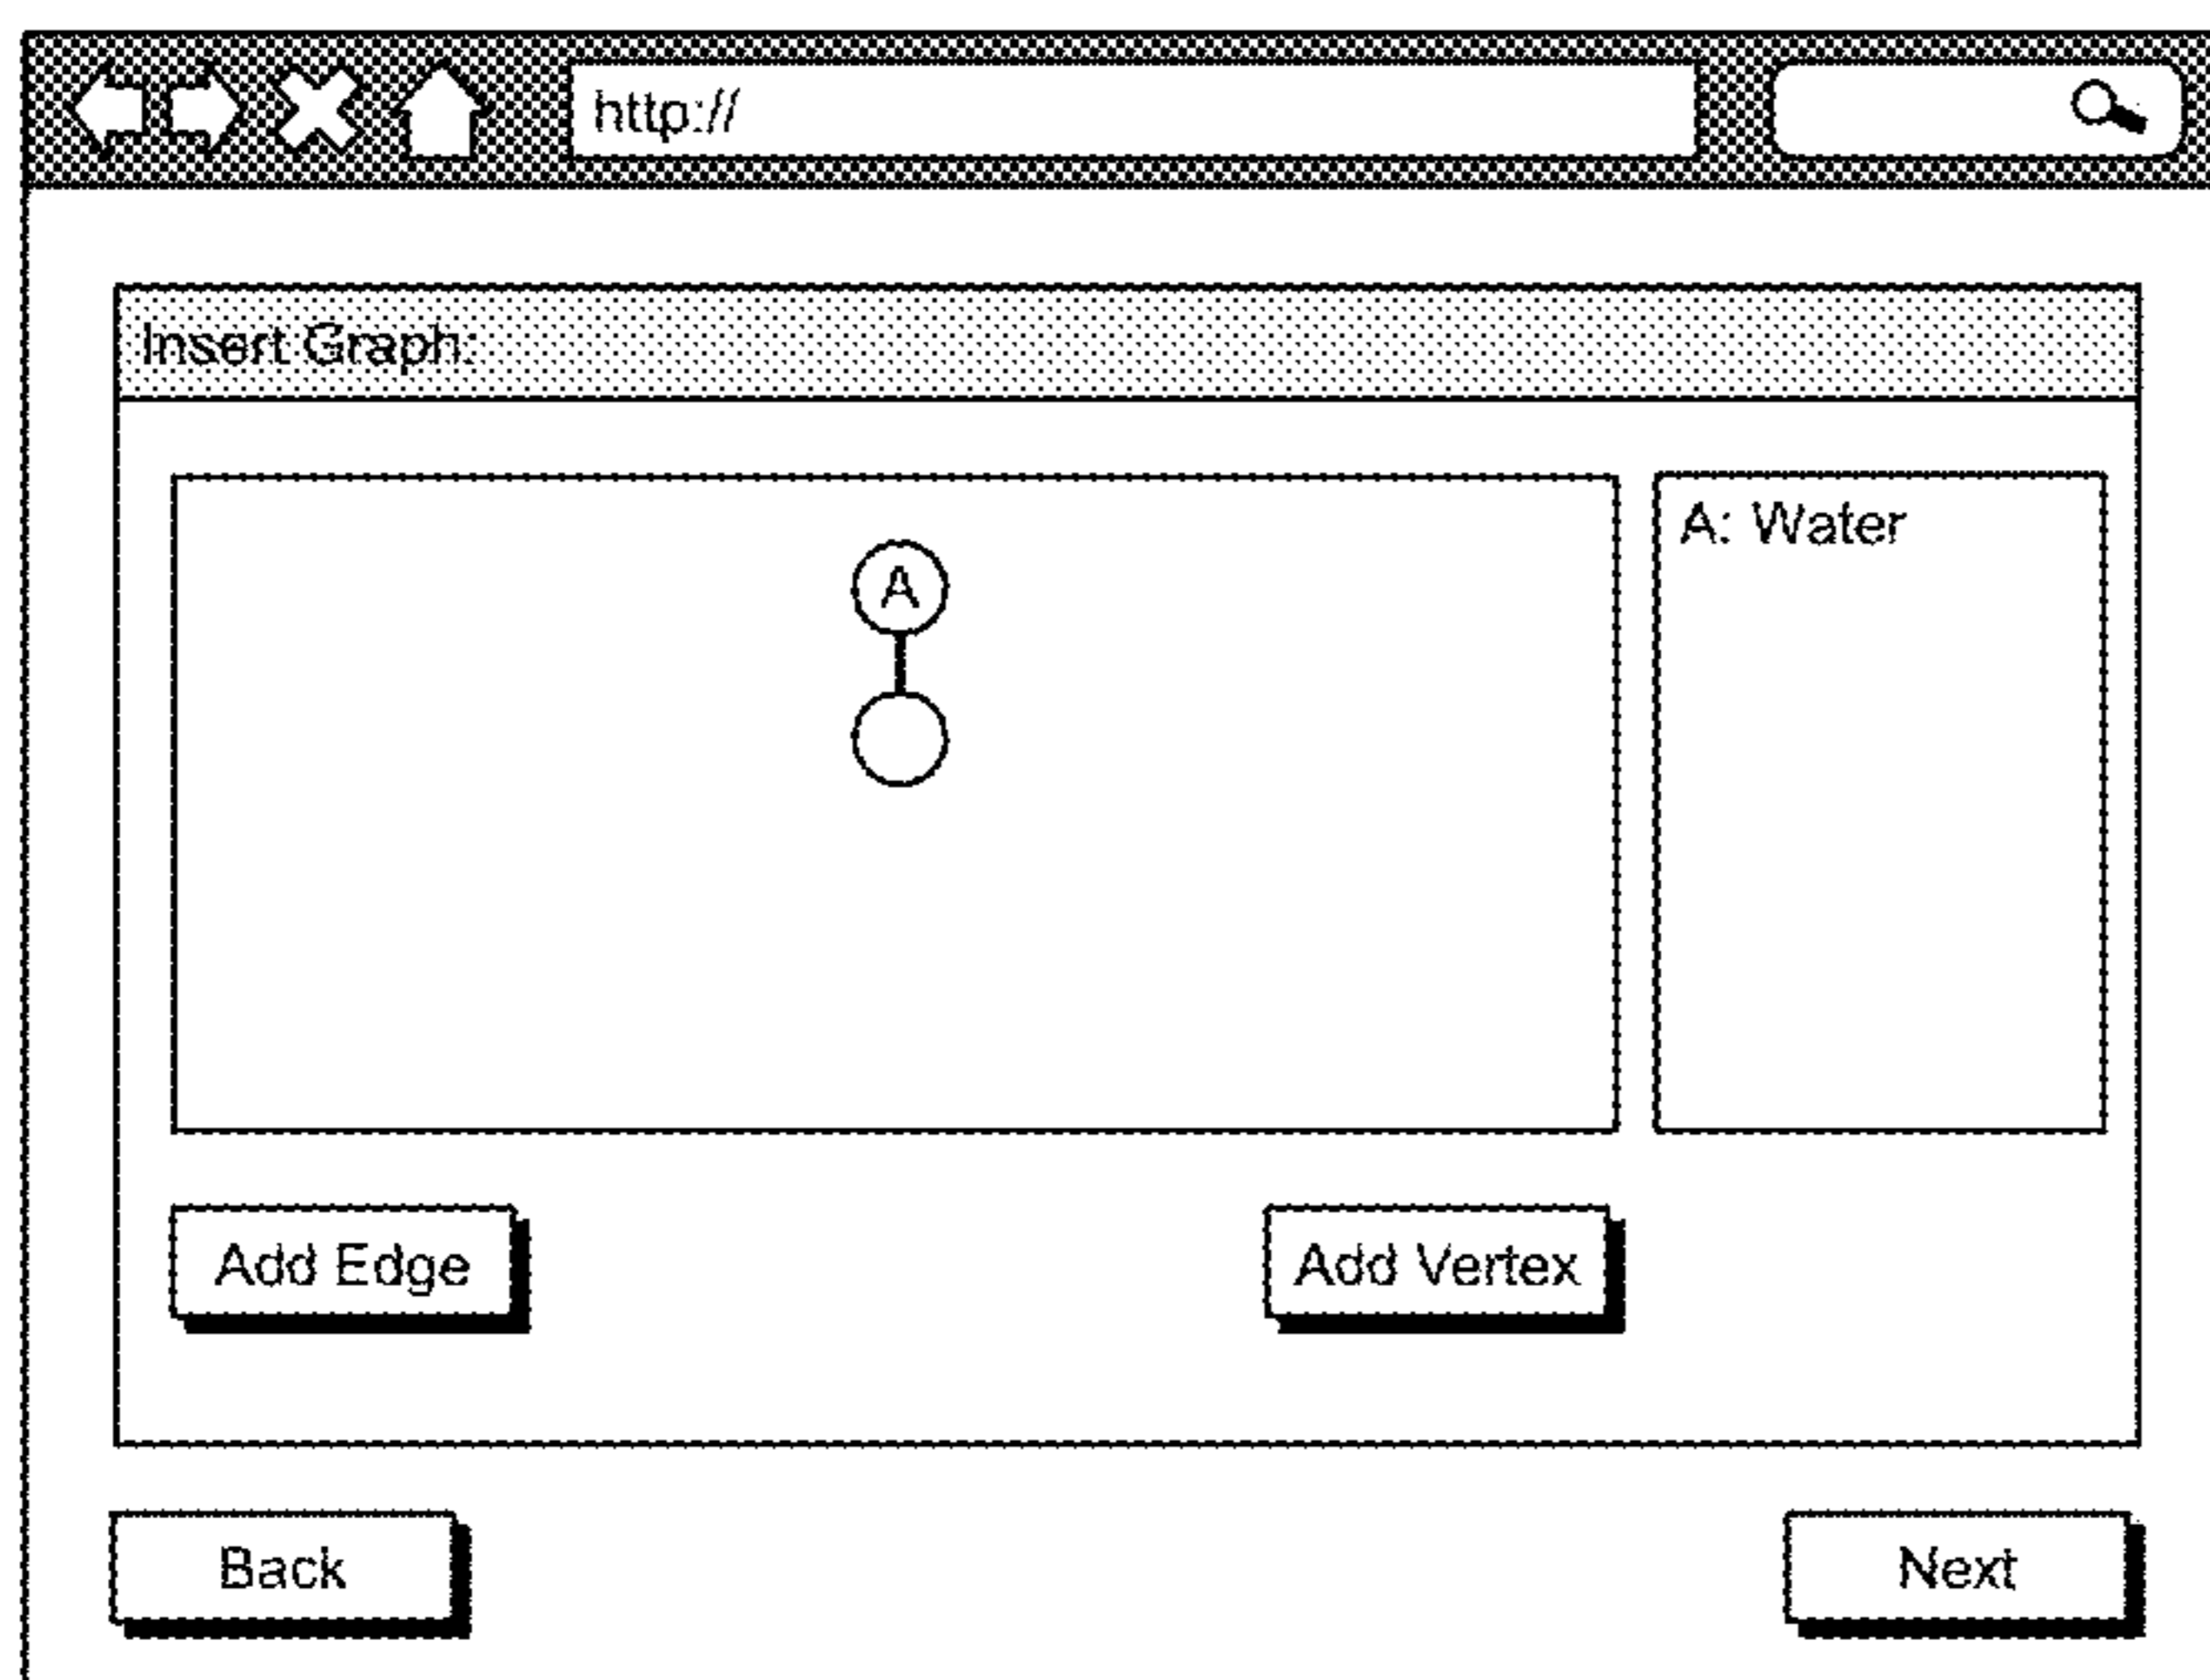 http://
Insert Graph:
A: Water
A
Add Edge
Add Vertex
Back
Next